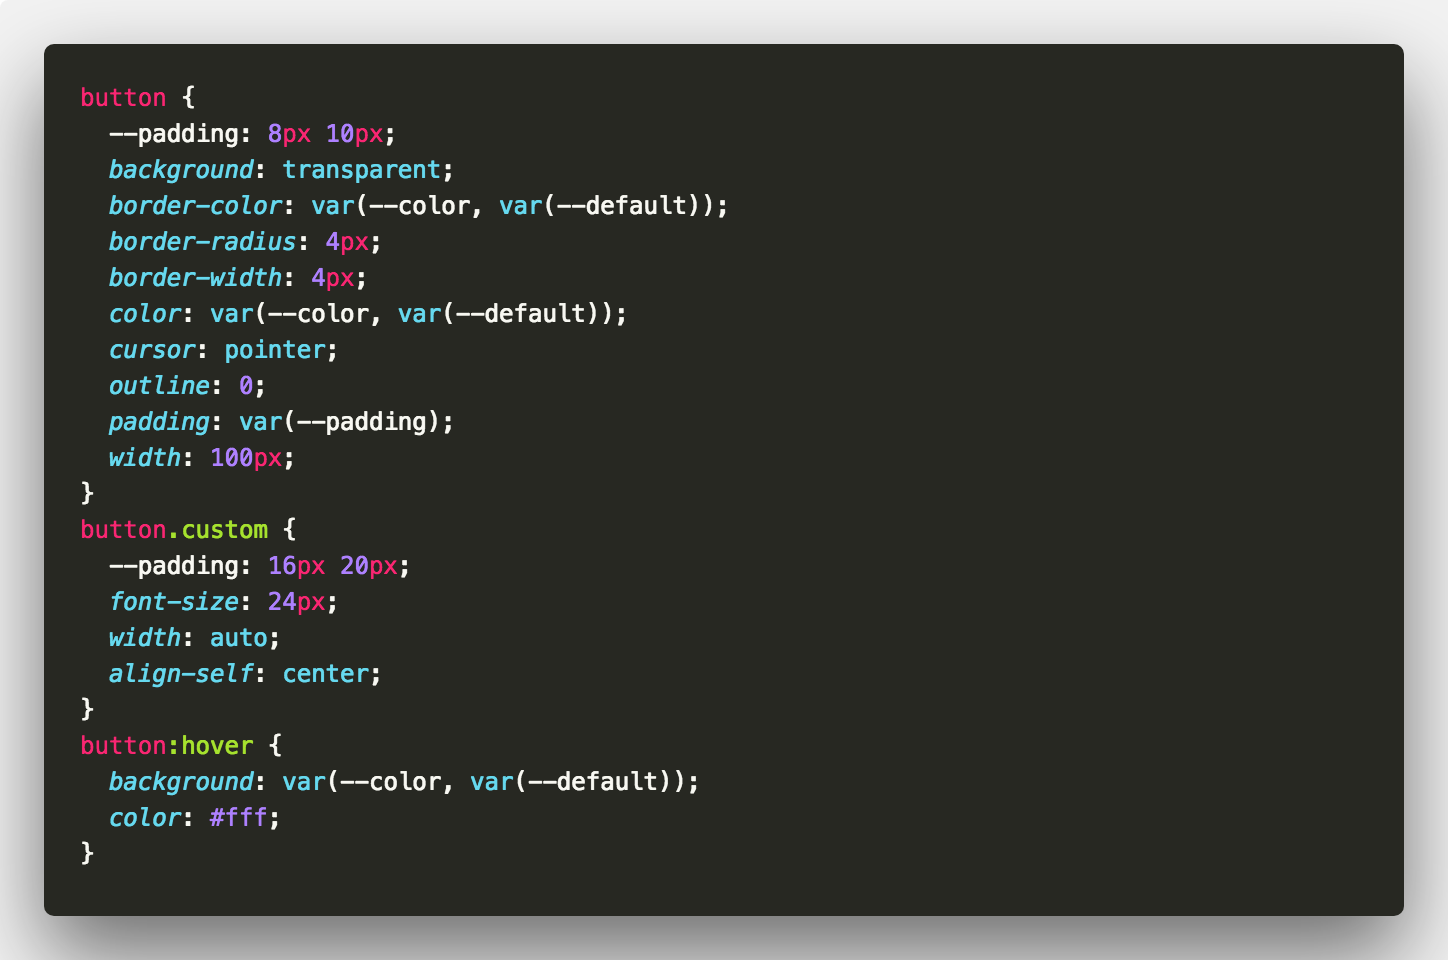 button {
  --padding: 8px 10px;
  background: transparent;
  border-color: var(--color, var(--default));
  border-radius: 4px;
  border-width: 4px;
  color: var(--color, var(--default));
  cursor: pointer;
  outline: 0;
  padding: var(--padding);
  width: 100px;
}
button.custom {
  --padding: 16px 20px;
  font-size: 24px;
  width: auto;
  align-self: center;
}
button:hover {
  background: var(--color, var(--default));
  color: #fff;
}